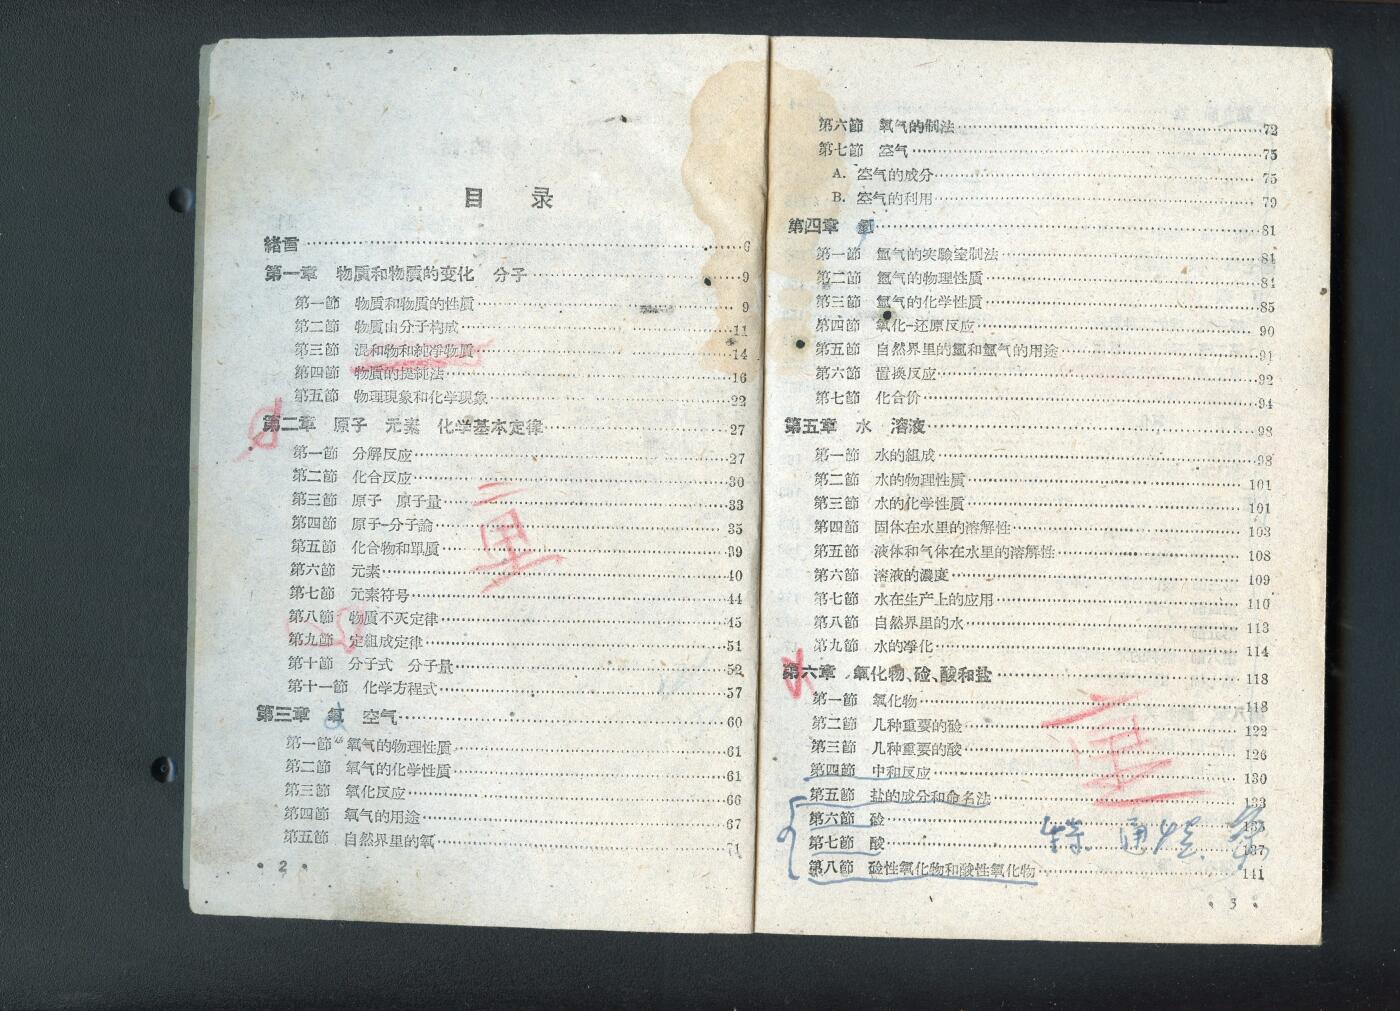 目 录
緒言 6
第一章 物质和物质的变化 分子 9
第一節 物质和物质的性质 9
第二節 物质由分子构成 11
第三節 混和物和純净物质 14
第四節 物质的提純法 16
第五節 物理現象和化学現象 22
第二章 原子 元素 化学基本定律 27
第一節 分解反应 27
第二節 化合反应 30
第三節 原子 原子量 33
第四節 原子-分子論 35
第五節 化合物和單质 39
第六節 元素 40
第七節 元素符号 44
第八節 物质不灭定律 45
第九節 定組成定律 51
第十節 分子式 分子量 52
第十一節 化学方程式 57
第三章 氧 空气 60
第一節 氧气的物理性质 61
第二節 氧气的化学性质 61
第三節 氧化反应 66
第四節 氧气的用途 67
第五節 自然界里的氧 71
• 2 •
重
第六節 氧气的制法 72
第七節 空气 75
A. 空气的成分 75
B. 空气的利用 79
第四章 氫 81
第一節 氫气的实驗室制法 81
第二節 氫气的物理性质 84
第三節 氫气的化学性质 85
第四節 氧化-还原反应 90
第五節 自然界里的氫和氫气的用途 91
第六節 置換反应 92
第七節 化合价 94
第五章 水 溶液 98
第一節 水的組成 98
第二節 水的物理性质 101
第三節 水的化学性质 101
第四節 固体在水里的溶解性 103
第五節 液体和气体在水里的溶解性 108
第六節 溶液的濃度 109
第七節 水在生产上的应用 110
第八節 自然界里的水 113
第九節 水的淨化 114
第六章 氧化物、硷、酸和盐 118
第一節 氧化物 118
第二節 几种重要的硷 122
第三節 几种重要的酸 126
第四節 中和反应 130
第五節 盐的成分和命名法 133
第六節 硷 135
第七節 酸 137
第八節 硷性氧化物和酸性氧化物 141
• 3 •
重